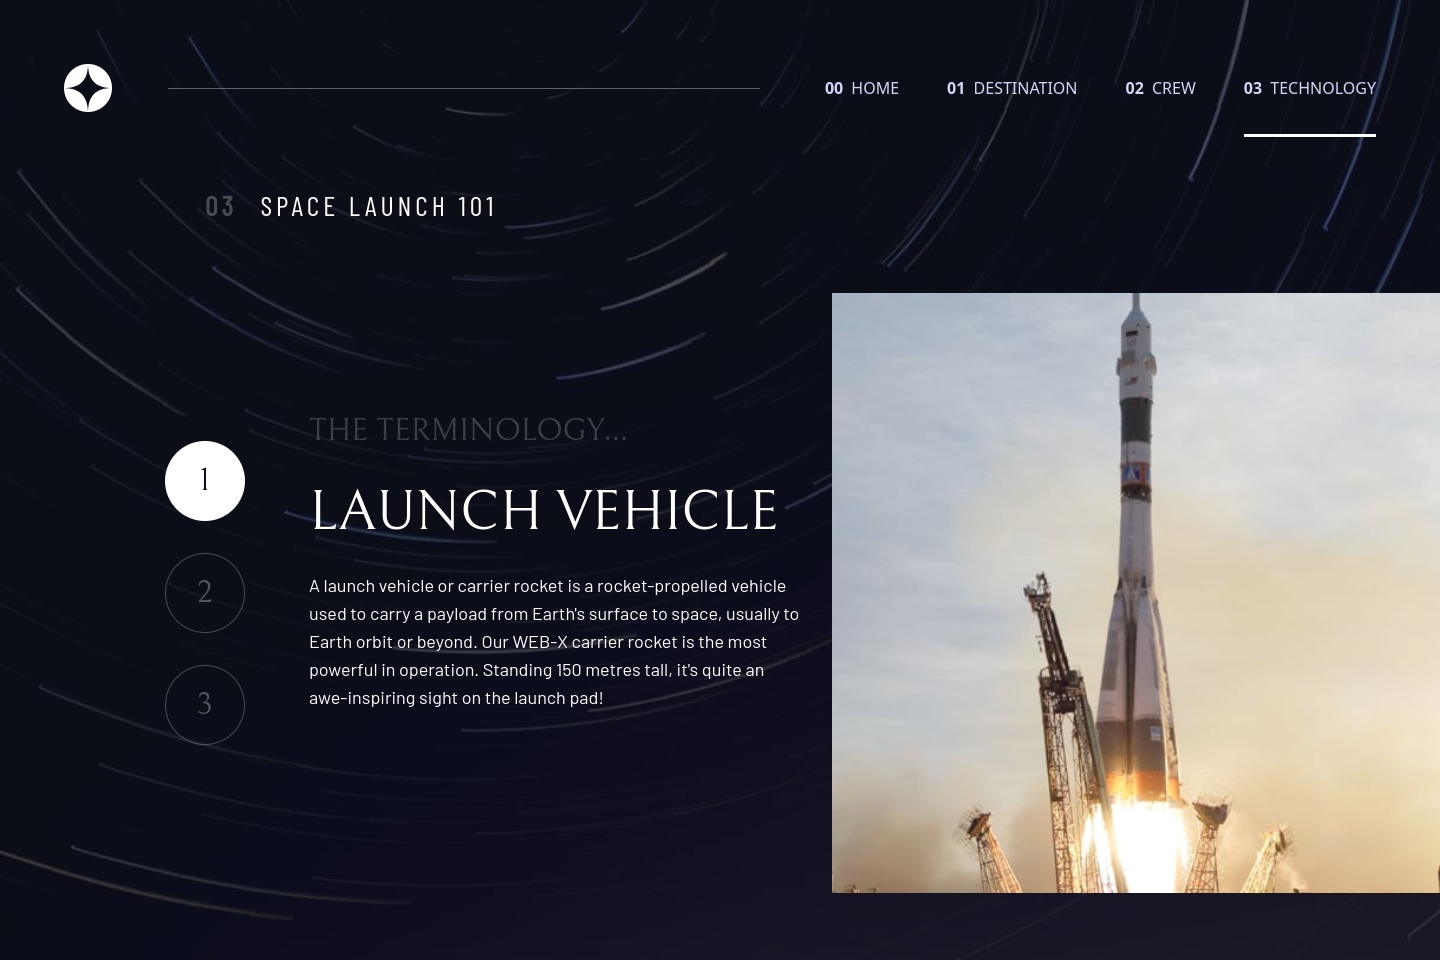 00 HOME 01 DESTINATION 02 CREW 03 TECHNOLOGY
03 SPACE LAUNCH 101
THE TERMINOLOGY...
LAUNCH VEHICLE
1
2
3
A launch vehicle or carrier rocket is a rocket-propelled vehicle
used to carry a payload from Earth's surface to space, usually to
Earth orbit or beyond. Our WEB-X carrier rocket is the most
powerful in operation. Standing 150 metres tall, it's quite an
awe-inspiring sight on the launch pad!